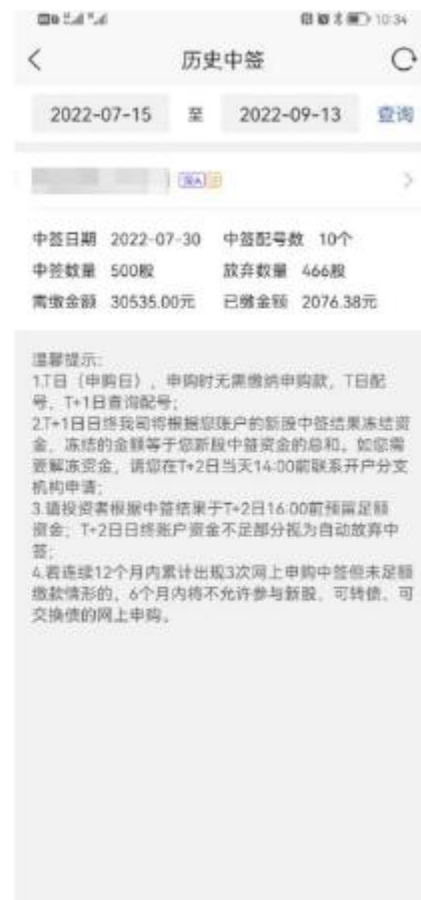 10:34
历史中签
2022-07-15 至 2022-09-13 查询
深A
中签日期 2022-07-30 中签配号数 10个
中签数量 500股 放弃数量 466股
需缴金额 30535.00元 已缴金额 2076.38元
温馨提示:
1.T日（申购日），申购时无需缴纳申购款，T日配
号，T+1日查询配号；
2.T+1日日终我司将根据您账户的新股中签结果冻结资
金，冻结的金额等于您新股中签资金的总和。如您需
要解冻资金，请您在T+2日当天14:00前联系开户分支
机构申请；
3.请投资者根据中签结果于T+2日16:00前预留足额
资金；T+2日日终账户资金不足部分视为自动放弃中
签；
4.若连续12个月内累计出现3次网上申购中签但未足额
缴款情形的，6个月内将不允许参与新股、可转债、可
交换债的网上申购。